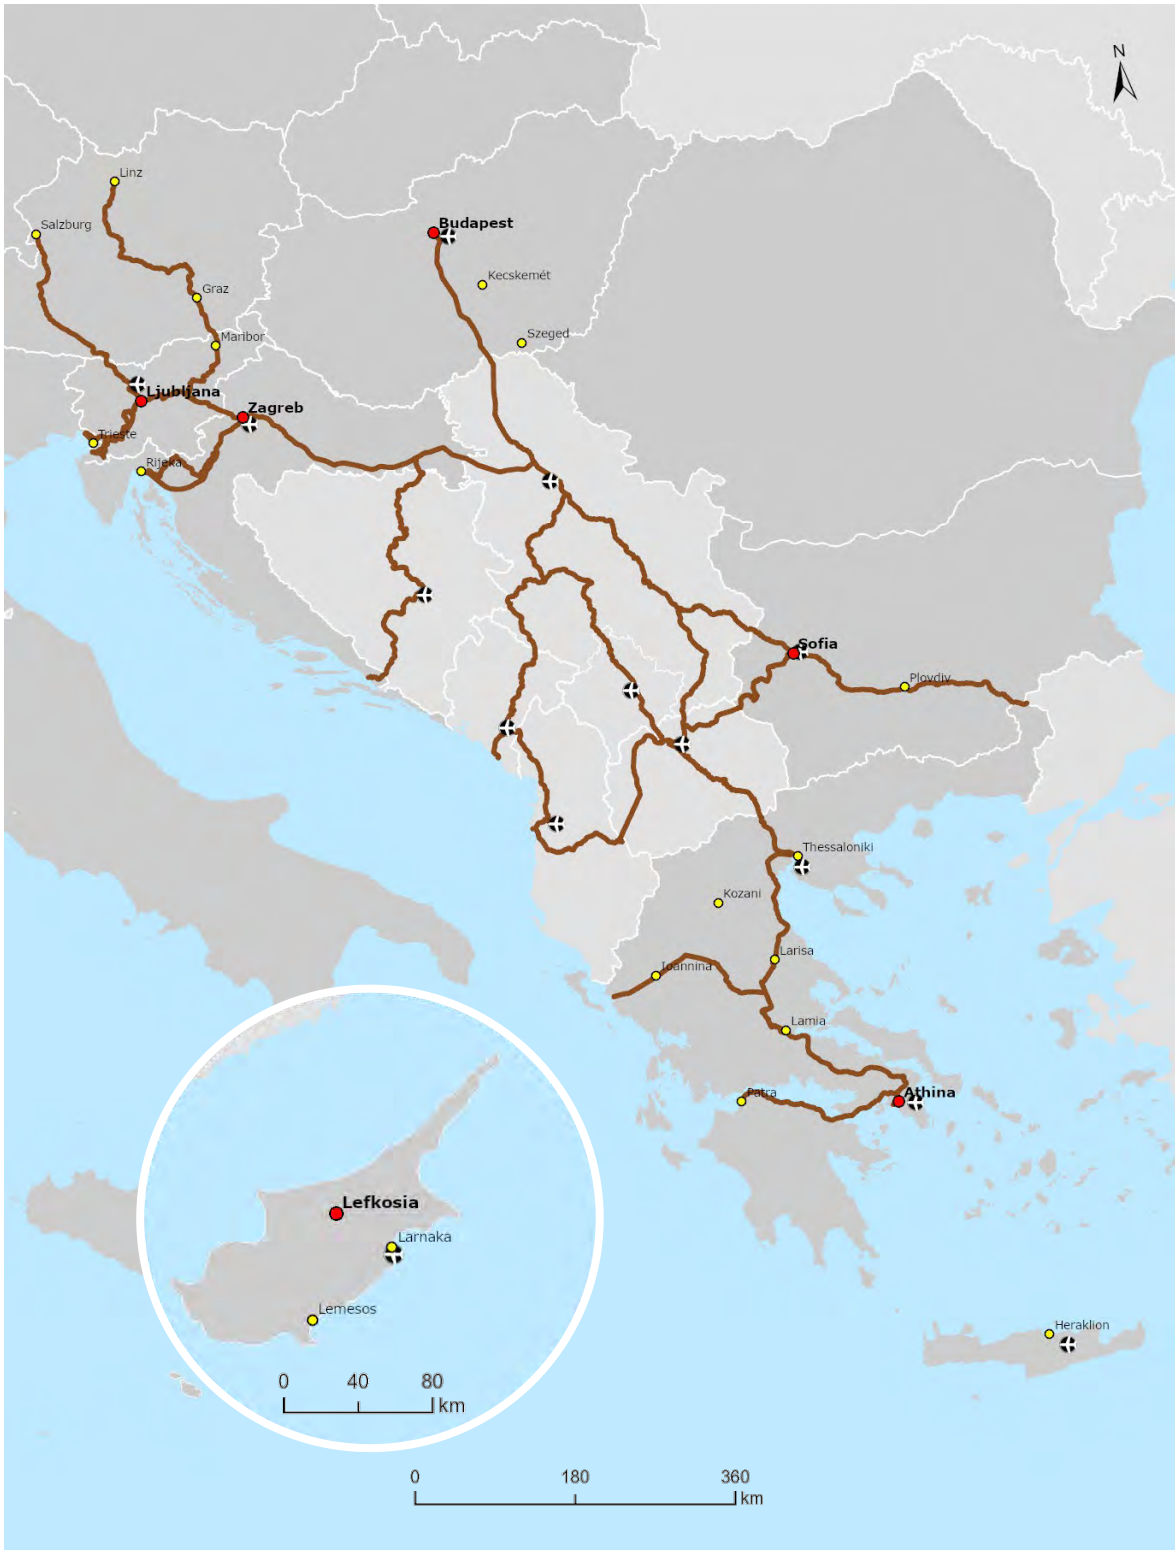 N
Linz
Salzburg
Budapest
Kecskemét
Graz
Szeged
Maribor
Ljubljana
Zagreb
Trieste
Rijeka
Sofia
Plovdiv
Thessaloniki
Kozani
Larisa
Ioannina
Lamia
Athina
Patra
Lefkosia
Larnaka
Lemesos
Heraklion
0 40 80
km
0 180 360
km